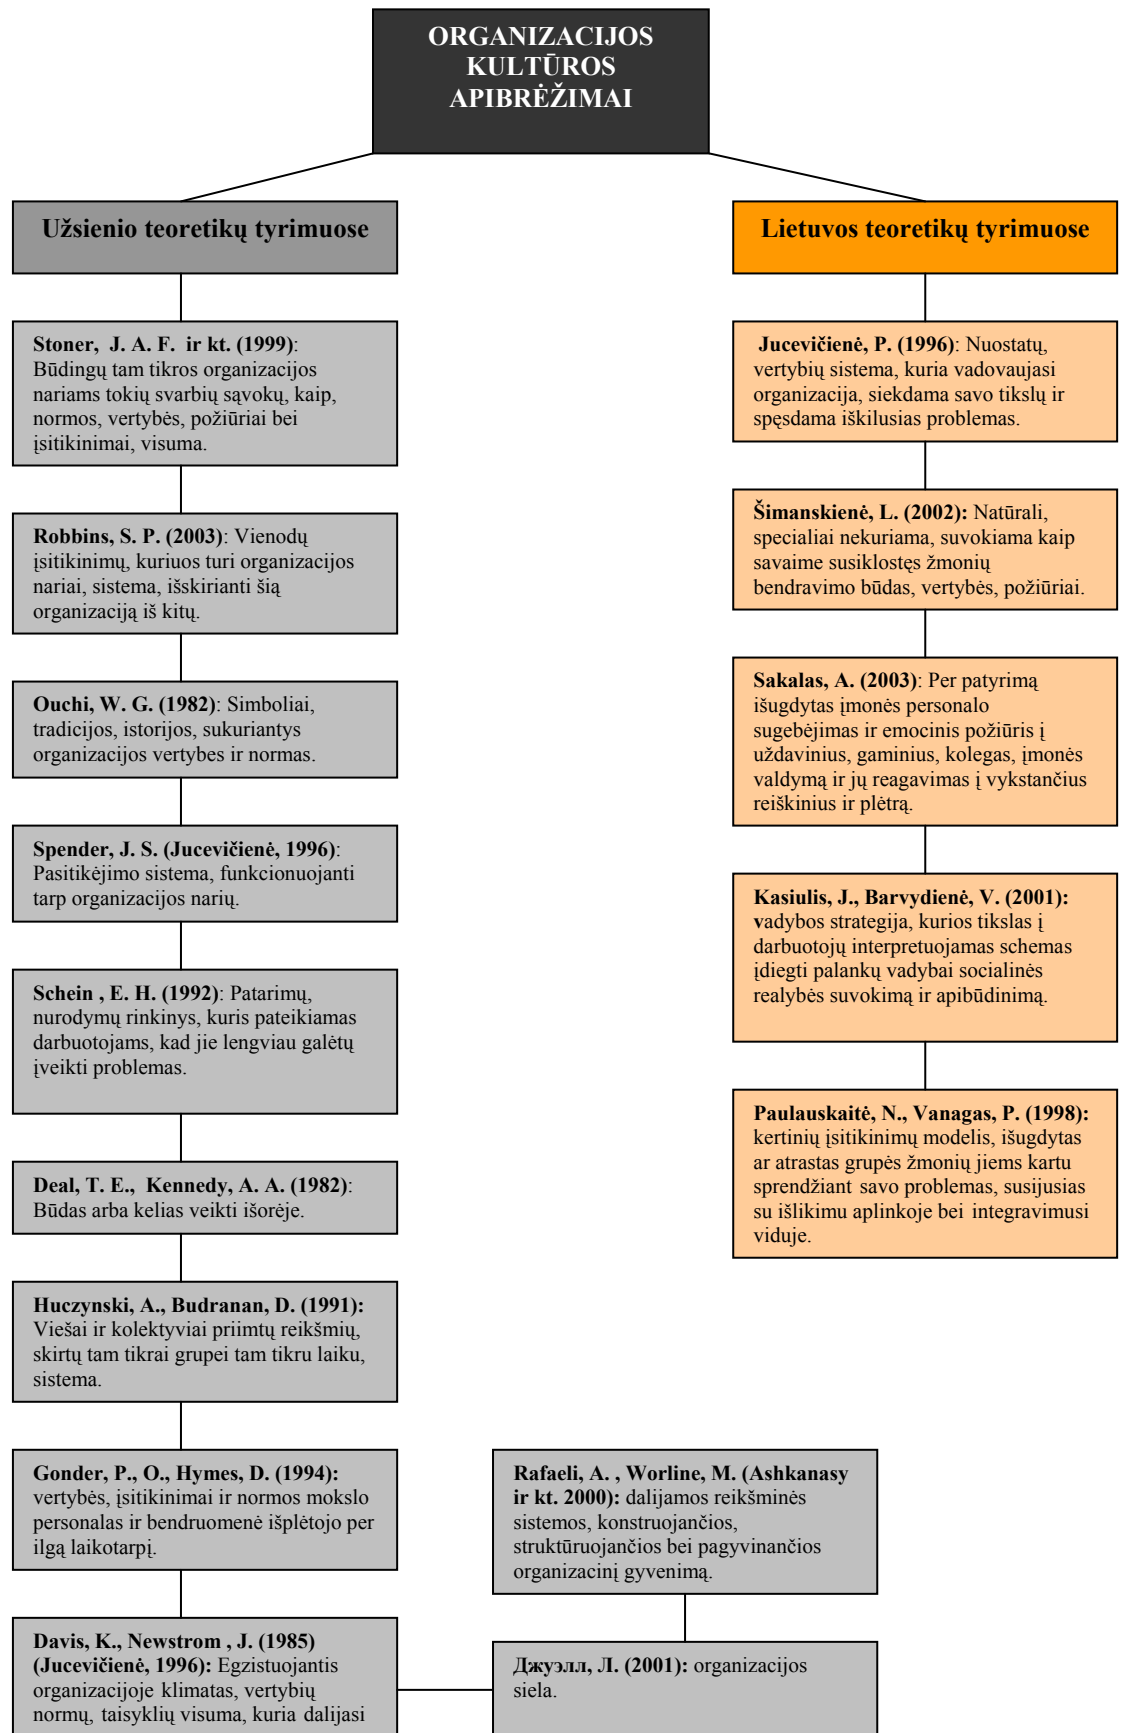 ORGANIZACIJOS
KULTŪROS
APIBRĖŽIMAI
Užsienio teoretikų tyrimuose
Stoner, J. A. F. ir kt. (1999):
Būdingų tam tikros organizacijos
nariams tokių svarbių sąvokų, kaip,
normos, vertybės, požiūriai bei
įsitikinimai, visuma.
Robbins, S. P. (2003): Vienodų
įsitikinimų, kuriuos turi organizacijos
nariai, sistema, išskirianti šią
organizaciją iš kitų.
Ouchi, W. G. (1982): Simboliai,
tradicijos, istorijos, sukuriantys
organizacijos vertybes ir normas.
Spender, J. S. (Jucevičienė, 1996):
Pasitikėjimo sistema, funkcionuojanti
tarp organizacijos narių.
Schein , E. H. (1992): Patarimų,
nurodymų rinkinys, kuris pateikiamas
darbuotojams, kad jie lengviau galėtų
įveikti problemas.
Deal, T. E., Kennedy, A. A. (1982):
Būdas arba kelias veikti išorėje.
Huczynski, A., Budranan, D. (1991):
Viešai ir kolektyviai priimtų reikšmių,
skirtų tam tikrai grupei tam tikru laiku,
sistema.
Gonder, P., O., Hymes, D. (1994):
vertybės, įsitikinimai ir normos mokslo
personalas ir bendruomenė išplėtojo per
ilgą laikotarpį.
Davis, K., Newstrom , J. (1985)
(Jucevičienė, 1996): Egzistuojantis
organizacijoje klimatas, vertybių
normų, taisyklių visuma, kuria dalijasi
Rafaeli, A. , Worline, M. (Ashkanasy
ir kt. 2000): dalijamos reikšminės
sistemos, konstruojančios,
struktūruojančios bei pagyvinančios
organizacinį gyvenimą.
Джуэлл, Л. (2001): organizacijos
siela.
Lietuvos teoretikų tyrimuose
Jucevičienė, P. (1996): Nuostatų,
vertybių sistema, kuria vadovaujasi
organizacija, siekdama savo tikslų ir
spęsdama iškilusias problemas.
Šimanskienė, L. (2002): Natūrali,
specialiai nekuriama, suvokiama kaip
savaime susiklostęs žmonių
bendravimo būdas, vertybės, požiūriai.
Sakalas, A. (2003): Per patyrimą
išugdytas įmonės personalo
sugebėjimas ir emocinis požiūris į
uždavinius, gaminius, kolegas, įmonės
valdymą ir jų reagavimas į vykstančius
reiškinius ir plėtrą.
Kasiulis, J., Barvydienė, V. (2001):
vadybos strategija, kurios tikslas į
darbuotojų interpretuojamas schemas
įdiegti palankų vadybai socialinės
realybės suvokimą ir apibūdinimą.
Paulauskaitė, N., Vanagas, P. (1998):
kertinių įsitikinimų modelis, išugdytas
ar atrastas grupės žmonių jiems kartu
sprendžiant savo problemas, susijusias
su išlikimu aplinkoje bei integravimusi
viduje.